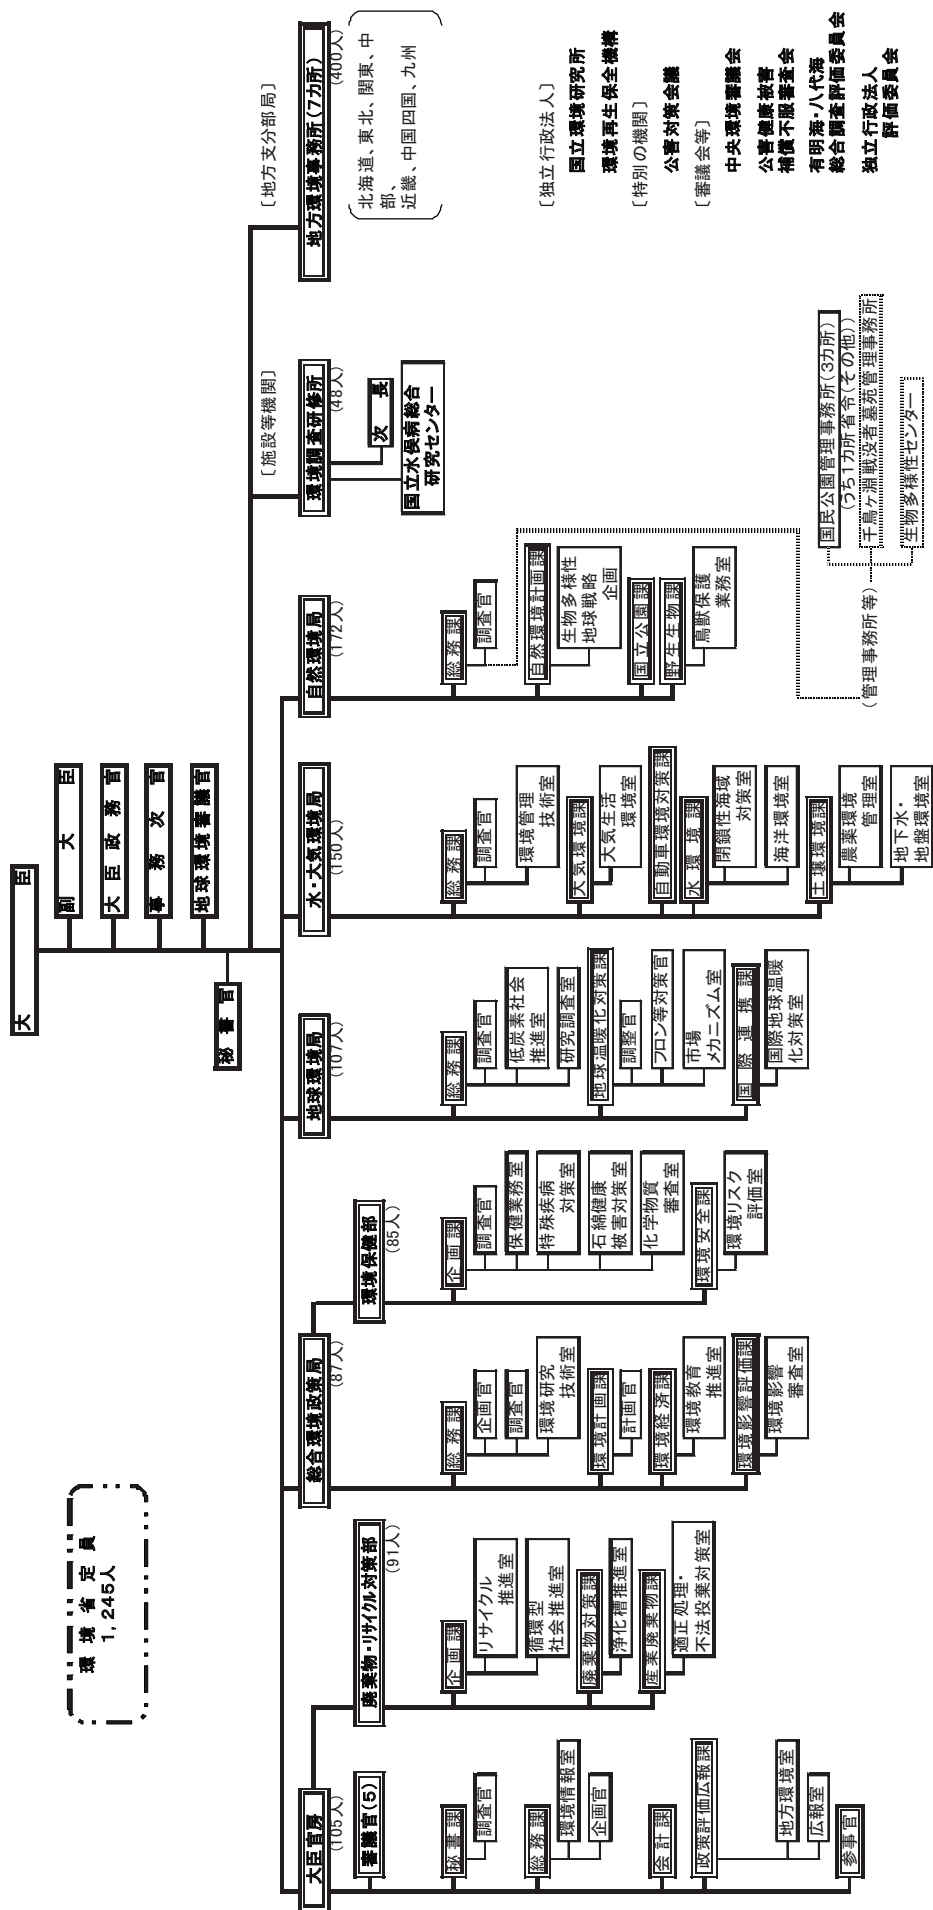 環境省定員
1,245人
大臣
副大臣
大臣政務官
事務次官
地球環境審議官
秘書官
大臣官房
(105人)
審議官(5)
秘書課
調査官
総務課
環境情報室
企画官
会計課
政策評価広報課
地方環境室
広報室
参事官
廃棄物・リサイクル対策部
(91人)
企画課
リサイクル
推進室
循環型
社会推進室
廃棄物対策課
浄化槽推進室
産業廃棄物課
適正処理・
不法投棄対策室
総合環境政策局
(87人)
総務課
企画官
調査官
環境研究
技術室
環境計画課
計画官
環境経済課
環境教育
推進室
環境影響評価課
環境影響
審査室
環境保健部
(85人)
企画課
調査官
保健業務室
特殊疾病
対策室
石綿健康
被害対策室
化学物質
審査室
環境安全課
環境リスク
評価室
地球環境局
(107人)
総務課
調査官
低炭素社会
推進室
研究調査室
地球温暖化対策課
調整官
フロン等対策官
市場
メカニズム室
国際連携課
国際地球温暖
化対策室
水・大気環境局
(150人)
総務課
調査官
環境管理
技術室
大気環境課
大気生活
環境室
自動車環境対策課
水環境課
閉鎖性海域
対策室
海洋環境室
土壌環境課
農薬環境
管理室
地下水・
地盤環境室
自然環境局
(172人)
総務課
調査官
自然環境計画課
生物多様性
地球戦略
企画
国立公園課
野生生物課
鳥獣保護
業務室
(管理事務所等)
国民公園管理事務所(3カ所)
(うち1カ所省令(その他))
千鳥ヶ淵戦没者墓苑管理事務所
生物多様性センター
[施設等機関]
環境調査研修所
(48人)
次長
国立水俣病総合
研究センター
[地方支分部局]
地方環境事務所(7カ所)
(400人)
北海道、東北、関東、中
部、
近畿、中国四国、九州
[独立行政法人]
国立環境研究所
環境再生保全機構
[特別の機関]
公害対策会議
[審議会等]
中央環境審議会
公害健康被害
補償不服審査会
有明海・八代海
総合調査評価委員会
独立行政法人
評価委員会